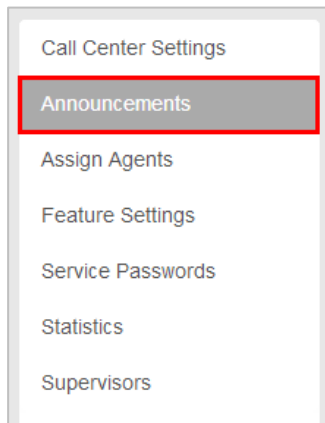 Call Center Settings
Announcements
Assign Agents
Feature Settings
Service Passwords
Statistics
Supervisors